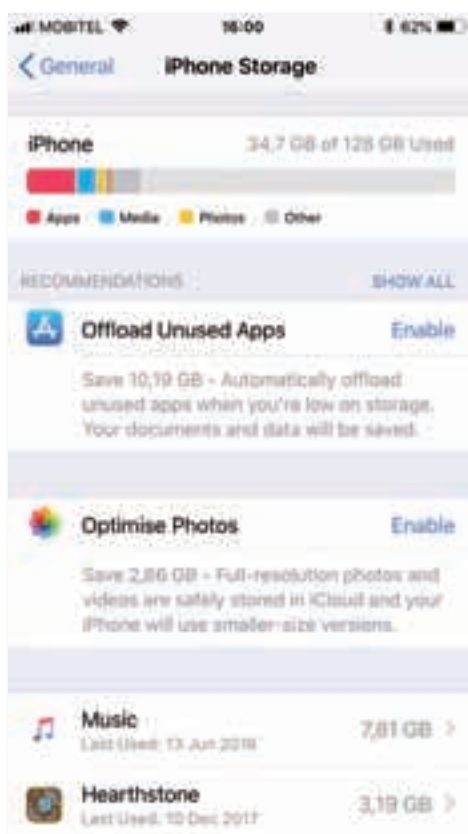 MOBITEL 16:00 62%
General iPhone Storage
iPhone 34,7 GB of 128 GB Used
Apps Media Photos Other
RECOMMENDATIONS SHOW ALL
Offload Unused Apps Enable
Save 10,19 GB - Automatically offload
unused apps when you're low on storage.
Your documents and data will be saved.
Optimise Photos Enable
Save 2,86 GB - Full-resolution photos and
videos are safely stored in iCloud and your
iPhone will use smaller-size versions.
Music 7,81 GB
Last Used: 13 Jun 2018
Hearthstone 3,19 GB
Last Used: 10 Dec 2017